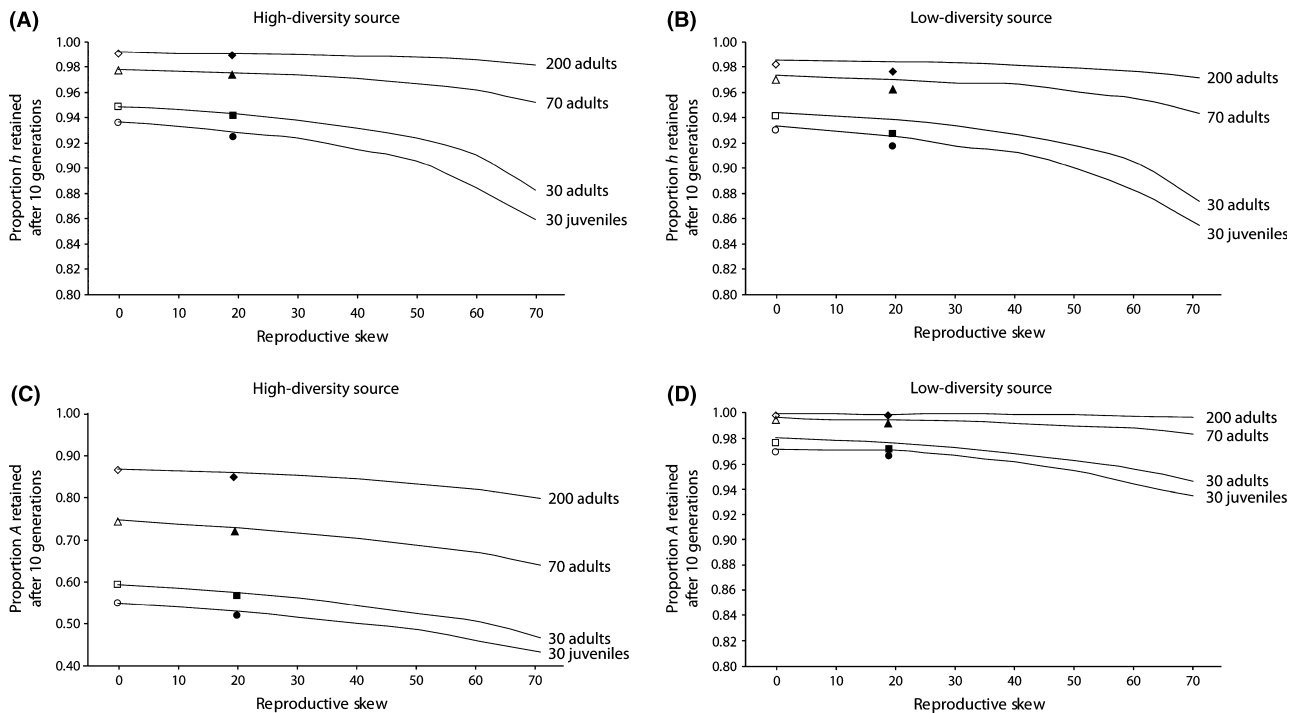 (A)
High-diversity source
1.00
0.98
0.96
0.94
0.92
0.90
0.88
0.86
0.84
0.82
0.80
Proportion h retained
after 10 generations
200 adults
70 adults
30 adults
30 juveniles
0 10 20 30 40 50 60 70
Reproductive skew
(B)
Low-diversity source
1.00
0.98
0.96
0.94
0.92
0.90
0.88
0.86
0.84
0.82
0.80
Proportion h retained
after 10 generations
200 adults
70 adults
30 adults
30 juveniles
0 10 20 30 40 50 60 70
Reproductive skew
(C)
High-diversity source
1.00
0.90
0.80
0.70
0.60
0.50
0.40
Proportion A retained
after 10 generations
200 adults
70 adults
30 adults
30 juveniles
0 10 20 30 40 50 60 70
Reproductive skew
(D)
Low-diversity source
1.00
0.98
0.96
0.94
0.92
0.90
0.88
0.86
0.84
0.82
0.80
Proportion A retained
after 10 generations
200 adults
70 adults
30 adults
30 juveniles
0 10 20 30 40 50 60 70
Reproductive skew